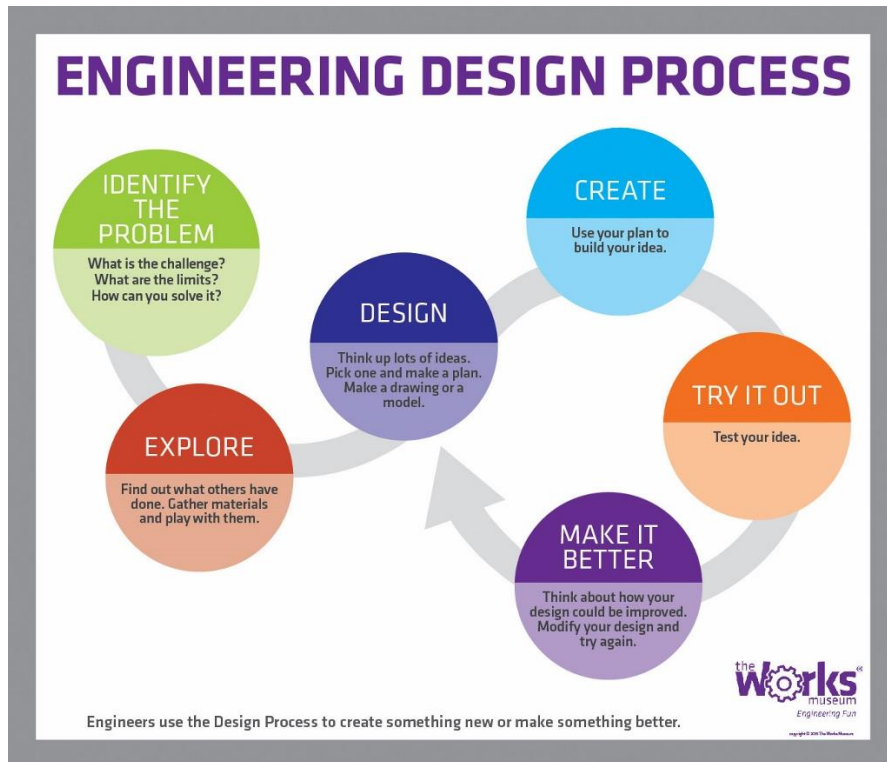 ENGINEERING DESIGN PROCESS
IDENTIFY
THE
PROBLEM
What is the challenge?
What are the limits?
How can you solve it?
EXPLORE
Find out what others have
done. Gather materials
and play with them.
DESIGN
Think up lots of ideas.
Pick one and make a plan.
Make a drawing or a
model.
CREATE
Use your plan to
build your idea.
TRY IT OUT
Test your idea.
MAKE IT
BETTER
Think about how your
design could be improved.
Modify your design and
try again.
the
Works
museum
Engineering Fun
copyright © The Works Museum
Engineers use the Design Process to create something new or make something better.